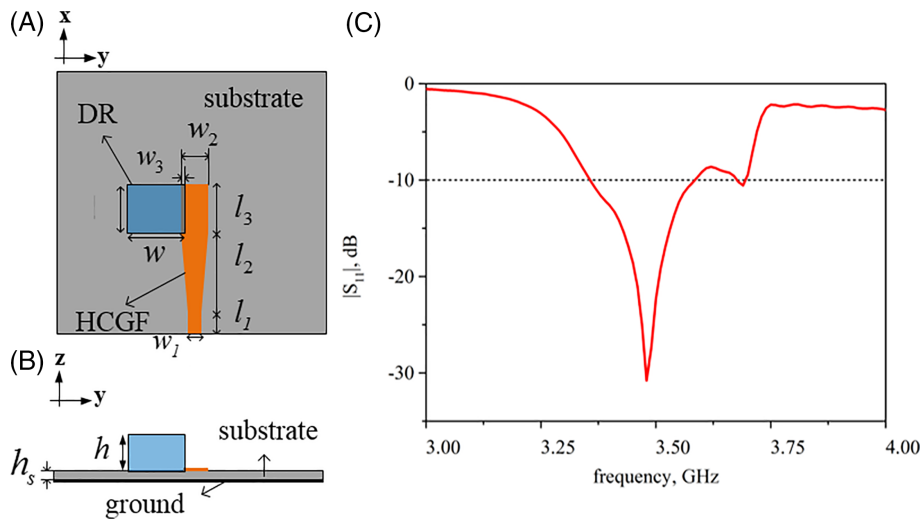 (A)
x
y
substrate
DR
w2
w3
l3
w
l2
HCGF
l1
w1
(B)
z
y
substrate
h
hs
ground
(C)
0
-10
-20
-30
|S11|, dB
3.00 3.25 3.50 3.75 4.00
frequency, GHz